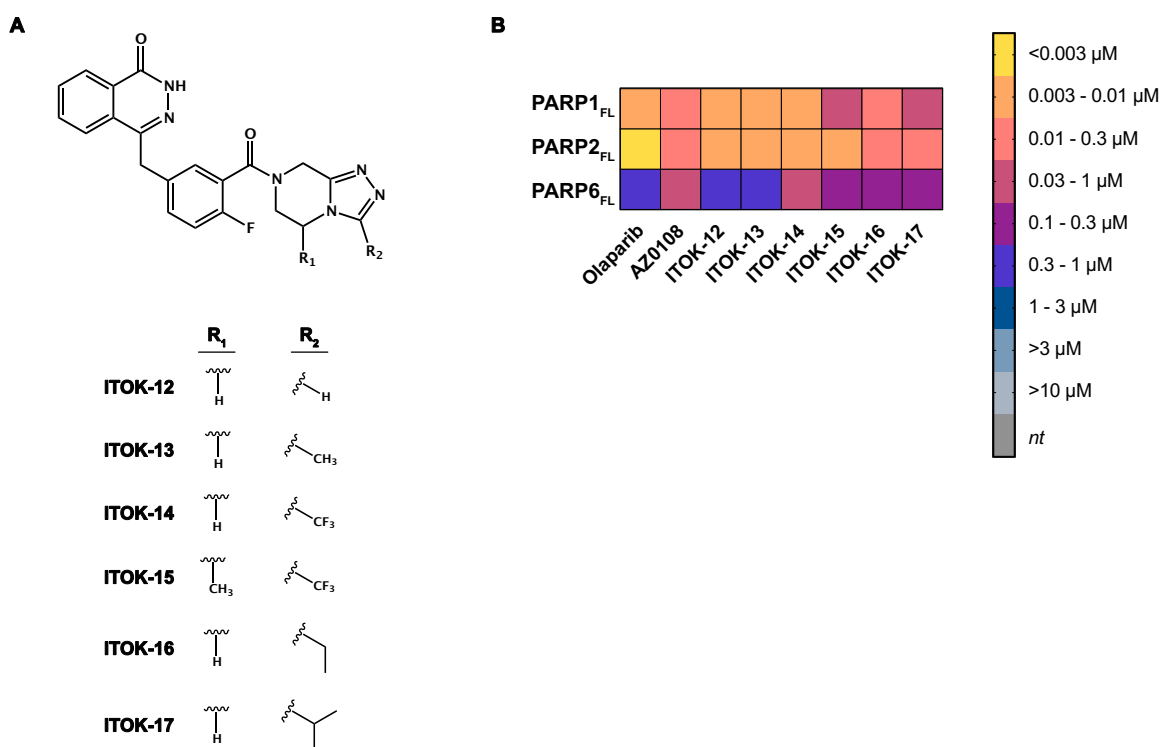 A
O
NH
N
O
N
N
N
N
F
R1
R2
R1 R2
ITOK-12 H H
ITOK-13 H CH3
ITOK-14 H CF3
ITOK-15 CH3 CF3
ITOK-16 H
ITOK-17 H
B
PARP1FL
PARP2FL
PARP6FL
Olaparib
AZ0108
ITOK-12
ITOK-13
ITOK-14
ITOK-15
ITOK-16
ITOK-17
<0.003 µM
0.003 - 0.01 µM
0.01 - 0.3 µM
0.03 - 1 µM
0.1 - 0.3 µM
0.3 - 1 µM
1 - 3 µM
>3 µM
>10 µM
nt